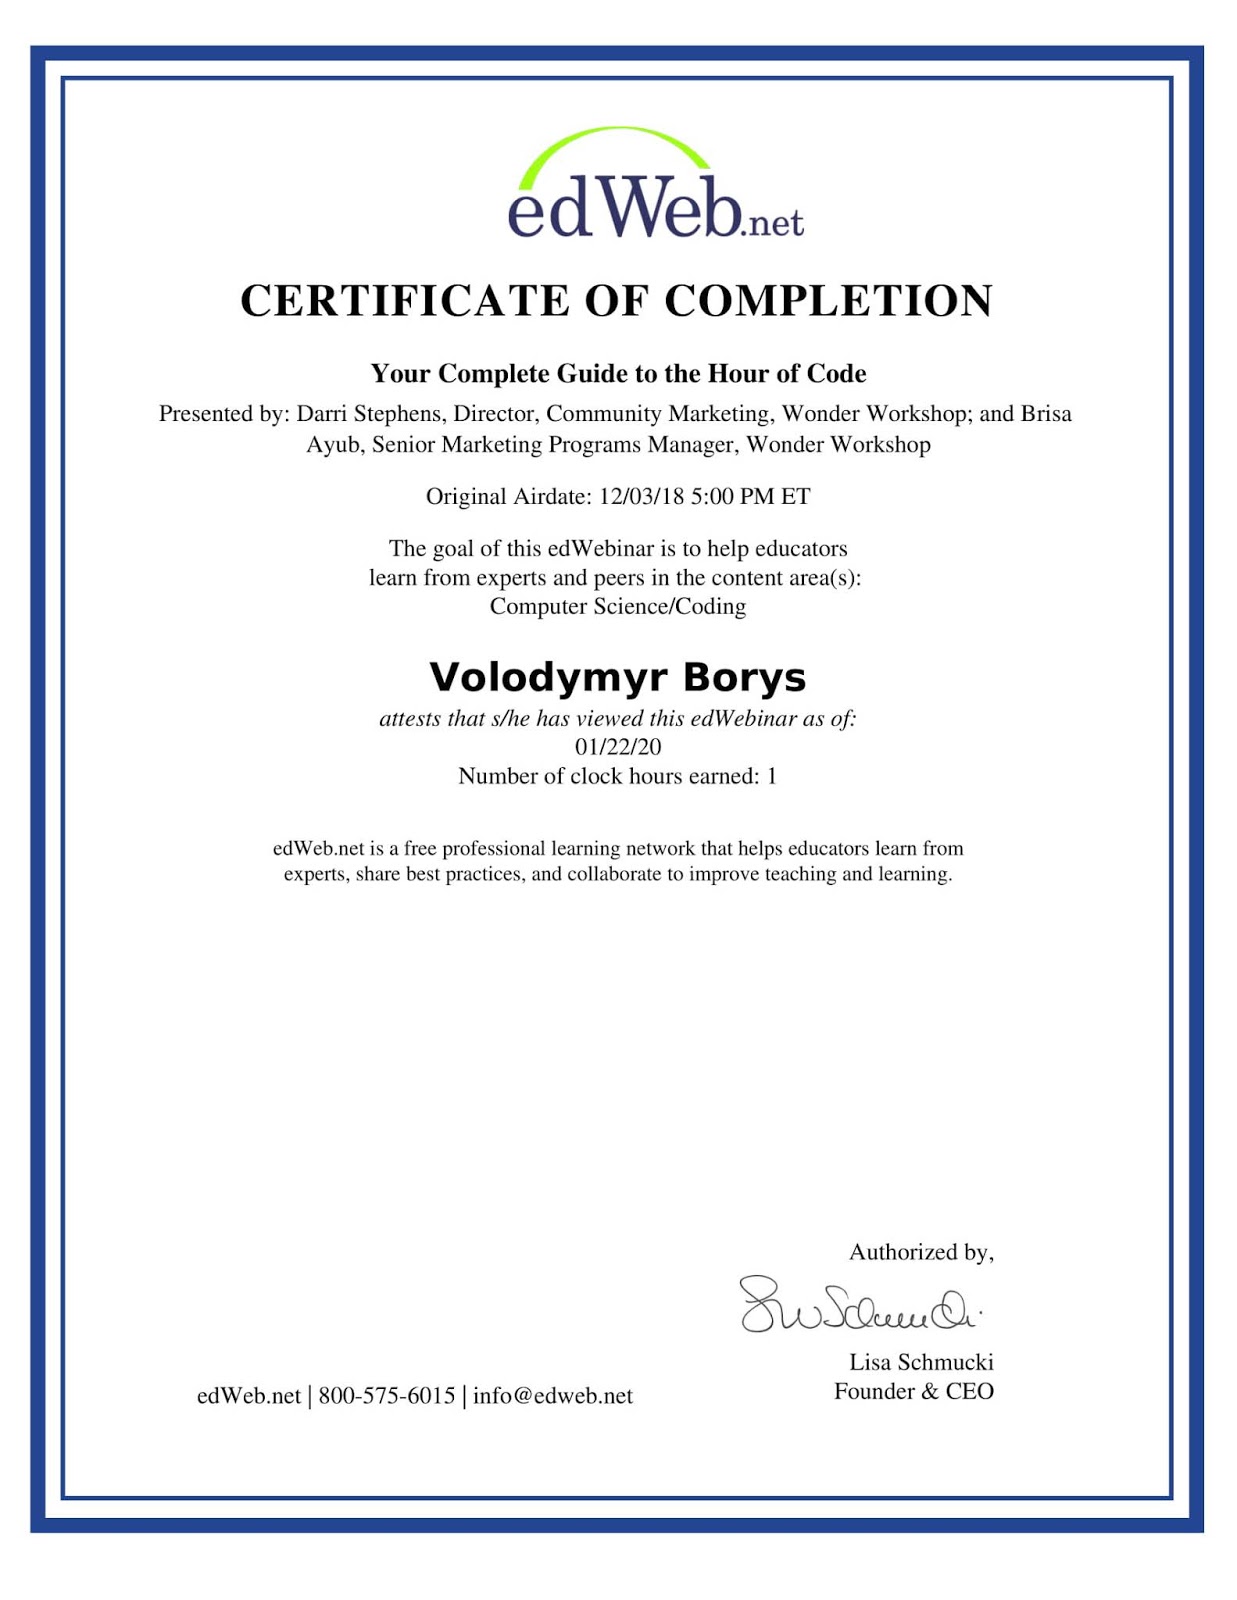 edWeb.net
CERTIFICATE OF COMPLETION
Your Complete Guide to the Hour of Code
Presented by: Darri Stephens, Director, Community Marketing, Wonder Workshop; and Brisa
Ayub, Senior Marketing Programs Manager, Wonder Workshop
Original Airdate: 12/03/18 5:00 PM ET
The goal of this edWebinar is to help educators
learn from experts and peers in the content area(s):
Computer Science/Coding
Volodymyr Borys
attests that s/he has viewed this edWebinar as of:
01/22/20
Number of clock hours earned: 1
edWeb.net is a free professional learning network that helps educators learn from
experts, share best practices, and collaborate to improve teaching and learning.
Authorized by,
Lisa Schmucki
Founder & CEO
edWeb.net | 800-575-6015 | info@edweb.net